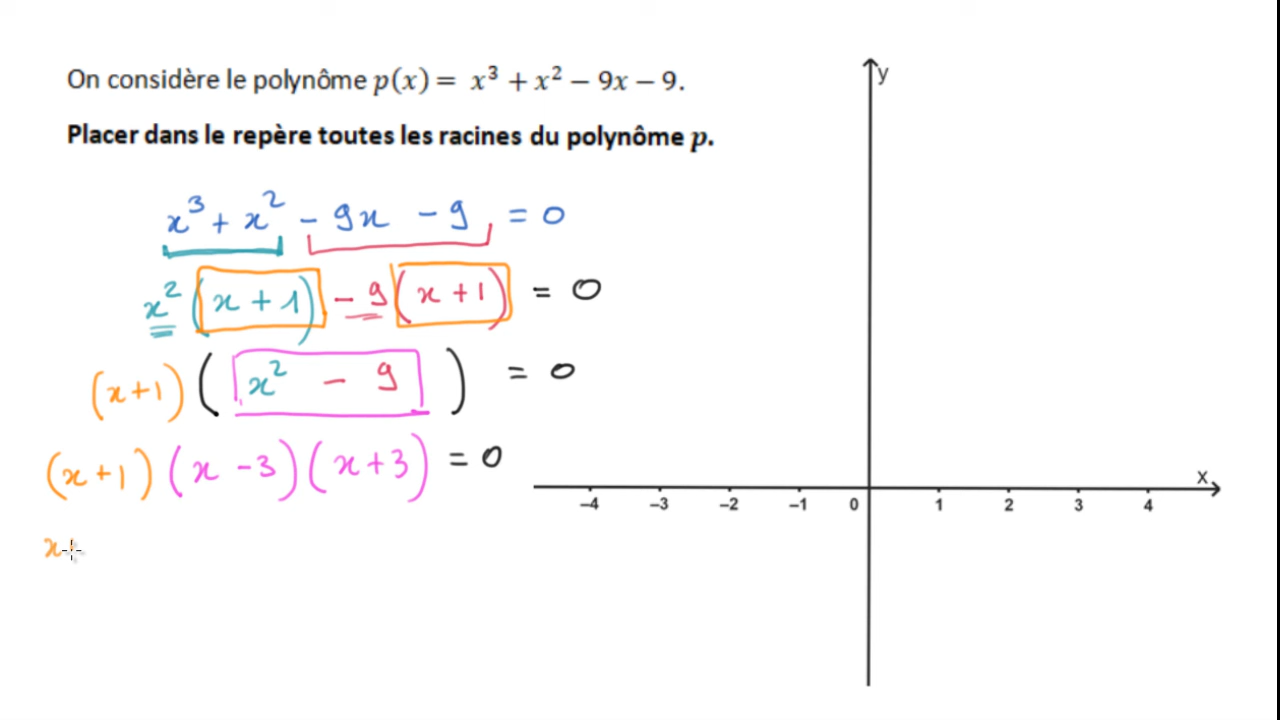 On considère le polynôme p(x) = x³ + x² − 9x − 9.
Placer dans le repère toutes les racines du polynôme p.
x³ + x² − 9x − 9 = 0
x² (x + 1) − 9 (x + 1) = 0
(x + 1) ( x² − 9 ) = 0
(x + 1) (x − 3) (x + 3) = 0
x
y
x
−4 −3 −2 −1 0 1 2 3 4